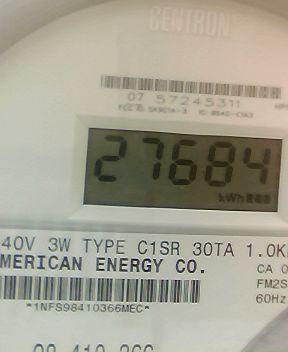 CENTRON
07 57245311
27684
kWh
40V 3W TYPE C1SR 30TA 1.0K
MERICAN ENERGY CO.
CA 0
FM2S
60Hz
*1NFS98410366MEC*